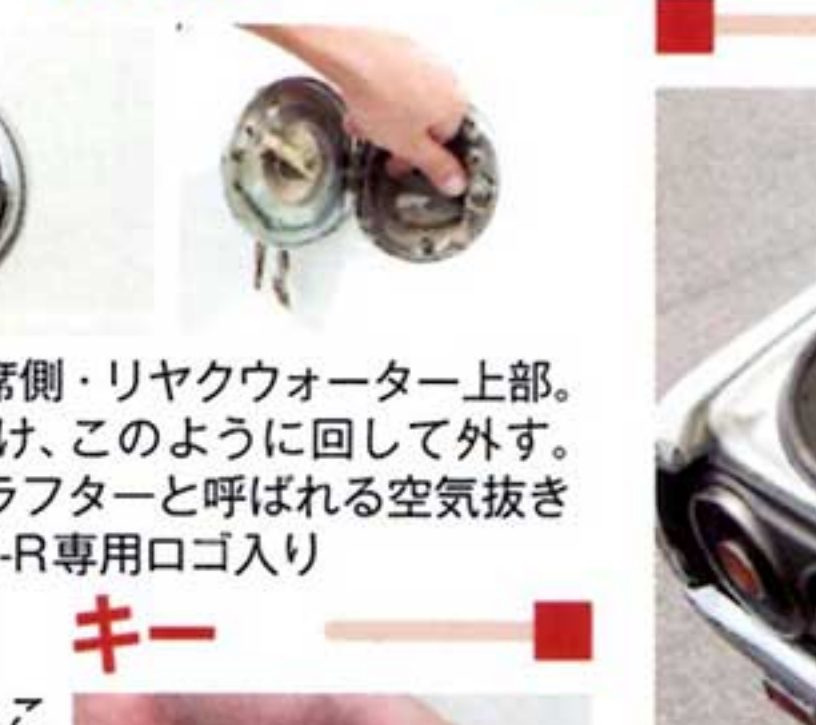 席側・リヤクウォーター上部。
け、このように回して外す。
ラフターと呼ばれる空気抜き
-R専用ロゴ入り
キー